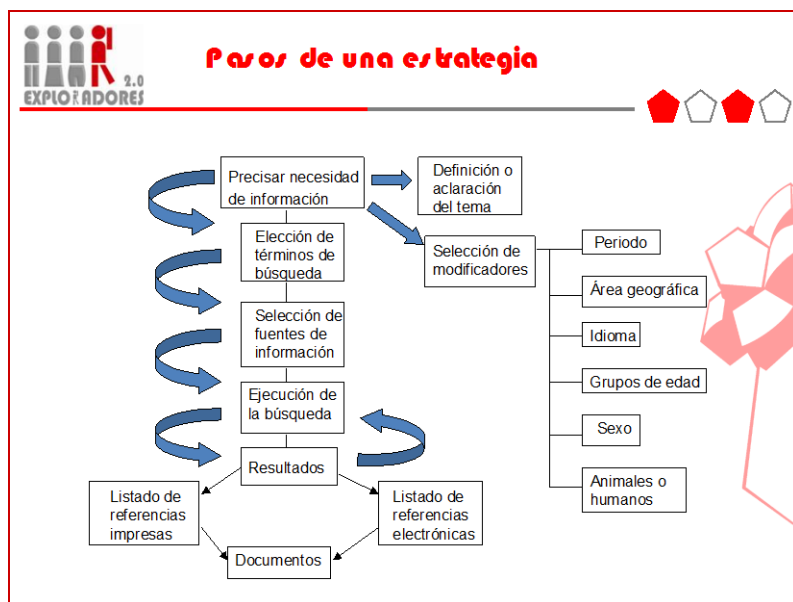 Pasos de una estrategia
2.0
EXPLORADORES
Precisar necesidad
de información
Definición o
aclaración
del tema
Elección de
términos de
búsqueda
Selección de
modificadores
Periodo
Área geográfica
Idioma
Grupos de edad
Sexo
Animales o
humanos
Selección de
fuentes de
información
Ejecución de
la búsqueda
Resultados
Listado de
referencias
impresas
Listado de
referencias
electrónicas
Documentos